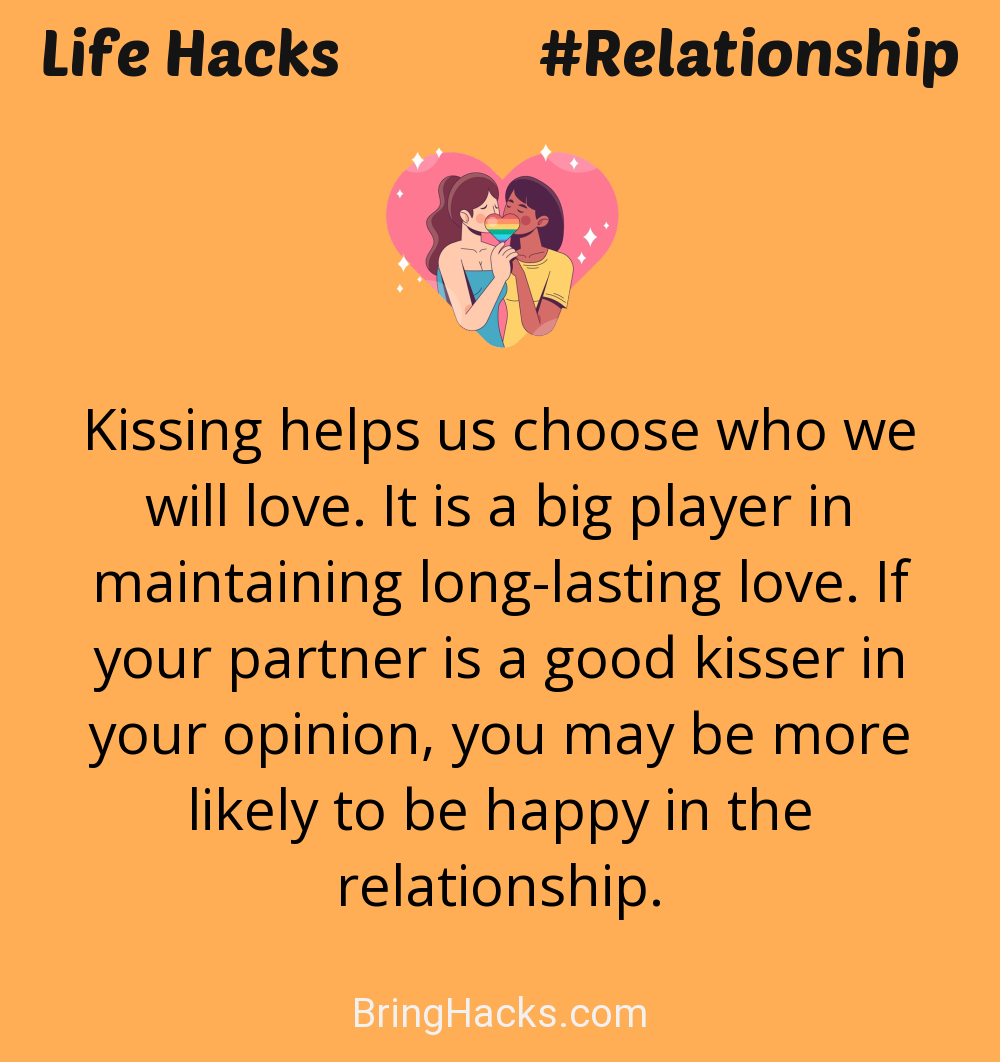 Life Hacks #Relationship
Kissing helps us choose who we
will love. It is a big player in
maintaining long-lasting love. If
your partner is a good kisser in
your opinion, you may be more
likely to be happy in the
relationship.
BringHacks.com